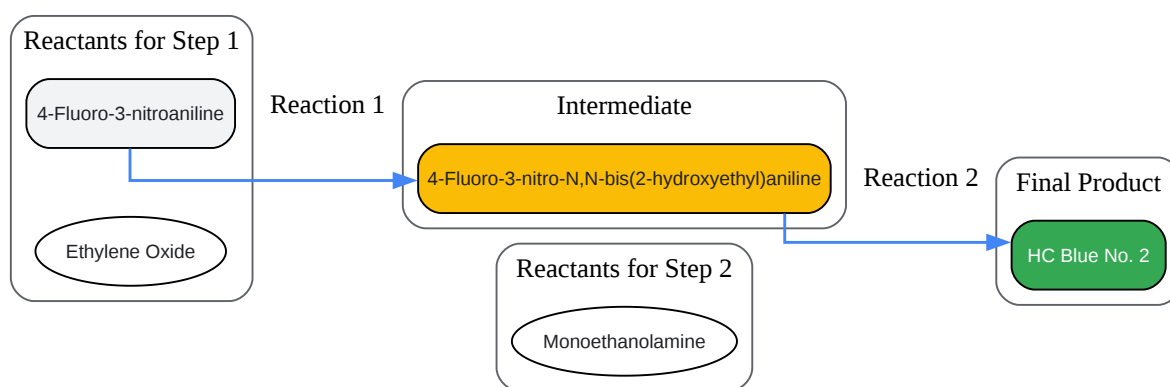 Reactants for Step 1
4-Fluoro-3-nitroaniline
Ethylene Oxide
Reaction 1
Intermediate
4-Fluoro-3-nitro-N,N-bis(2-hydroxyethyl)aniline
Reactants for Step 2
Monoethanolamine
Reaction 2
Final Product
HC Blue No. 2